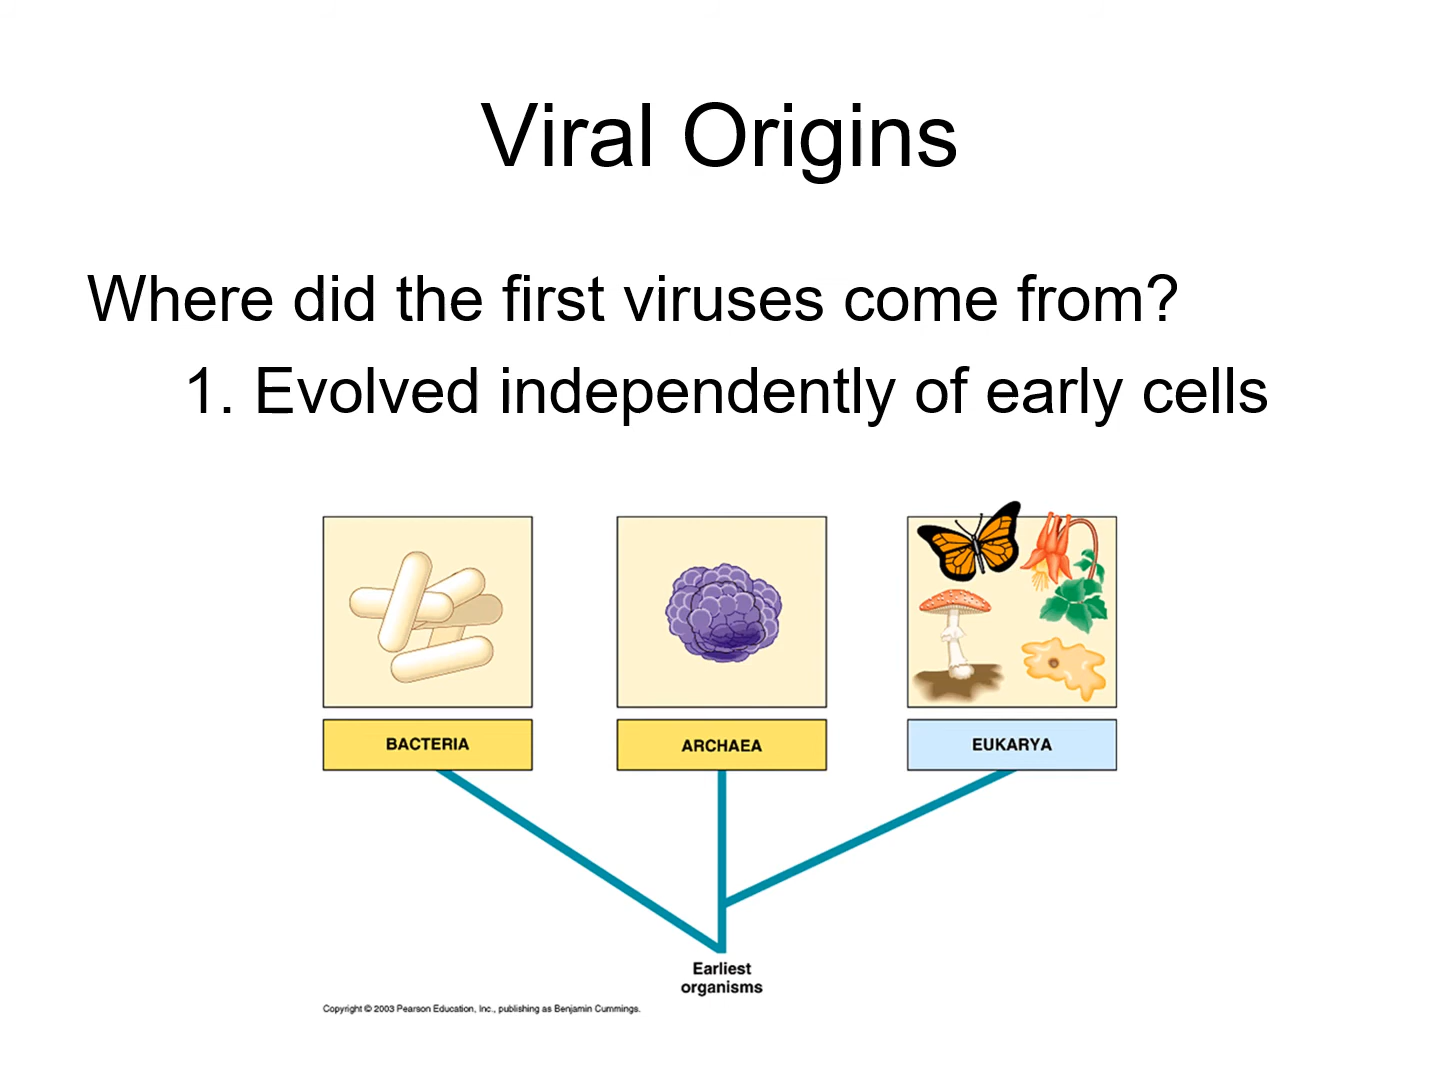 Viral Origins
Where did the first viruses come from?
1. Evolved independently of early cells
BACTERIA
ARCHAEA
EUKARYA
Earliest
organisms
Copyright © 2003 Pearson Education, Inc., publishing as Benjamin Cummings.